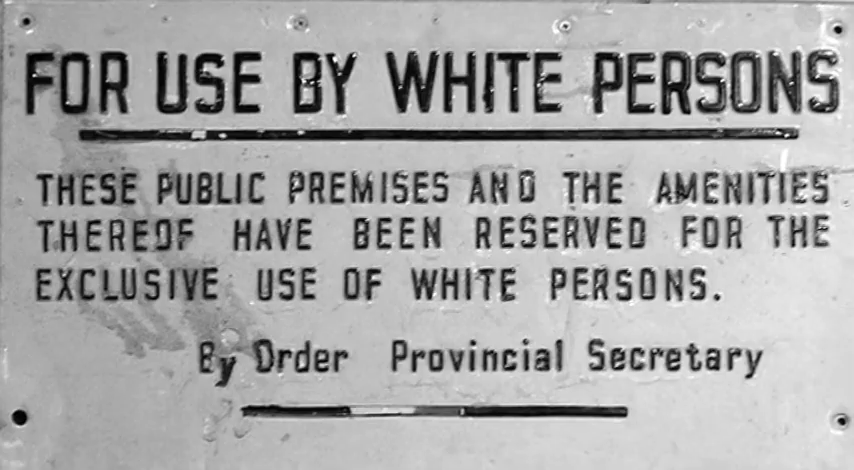 FOR USE BY WHITE PERSONS
THESE PUBLIC PREMISES AND THE AMENITIES
THEREOF HAVE BEEN RESERVED FOR THE
EXCLUSIVE USE OF WHITE PERSONS.
By Order Provincial Secretary